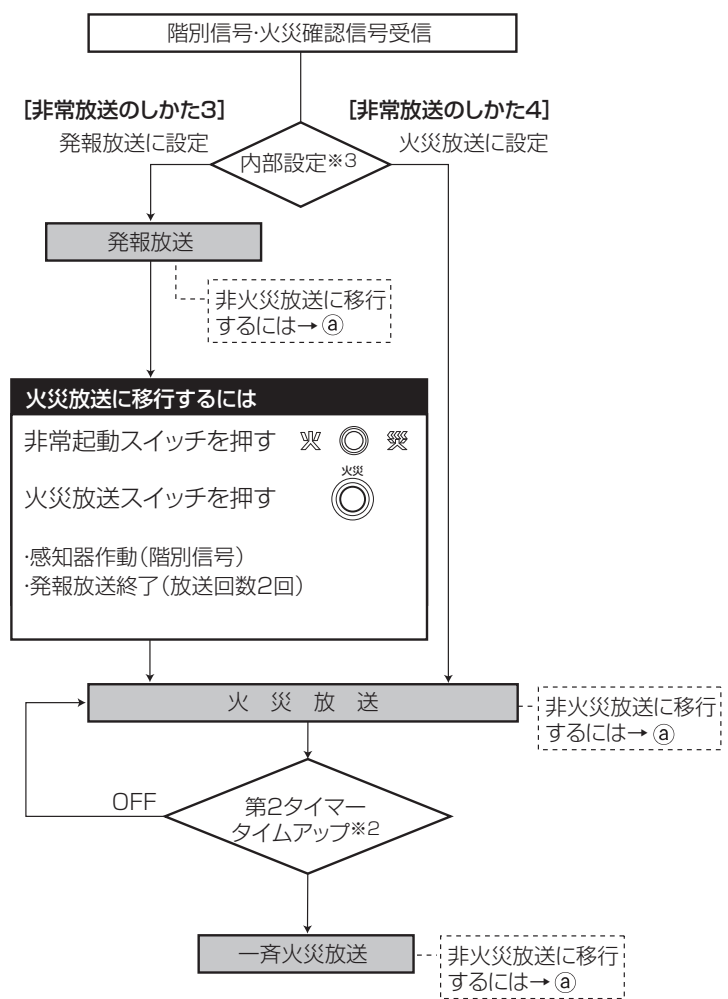 階別信号・火災確認信号受信
[非常放送のしかた3]
発報放送に設定
[非常放送のしかた4]
火災放送に設定
内部設定※3
発報放送
非火災放送に移行
するには→ⓐ
火災放送に移行するには
非常起動スイッチを押す 火 災
火災
火災放送スイッチを押す
・感知器作動(階別信号)
・発報放送終了(放送回数2回)
火災放送
非火災放送に移行
するには→ⓐ
OFF
第2タイマー
タイムアップ※2
一斉火災放送
非火災放送に移行
するには→ⓐ